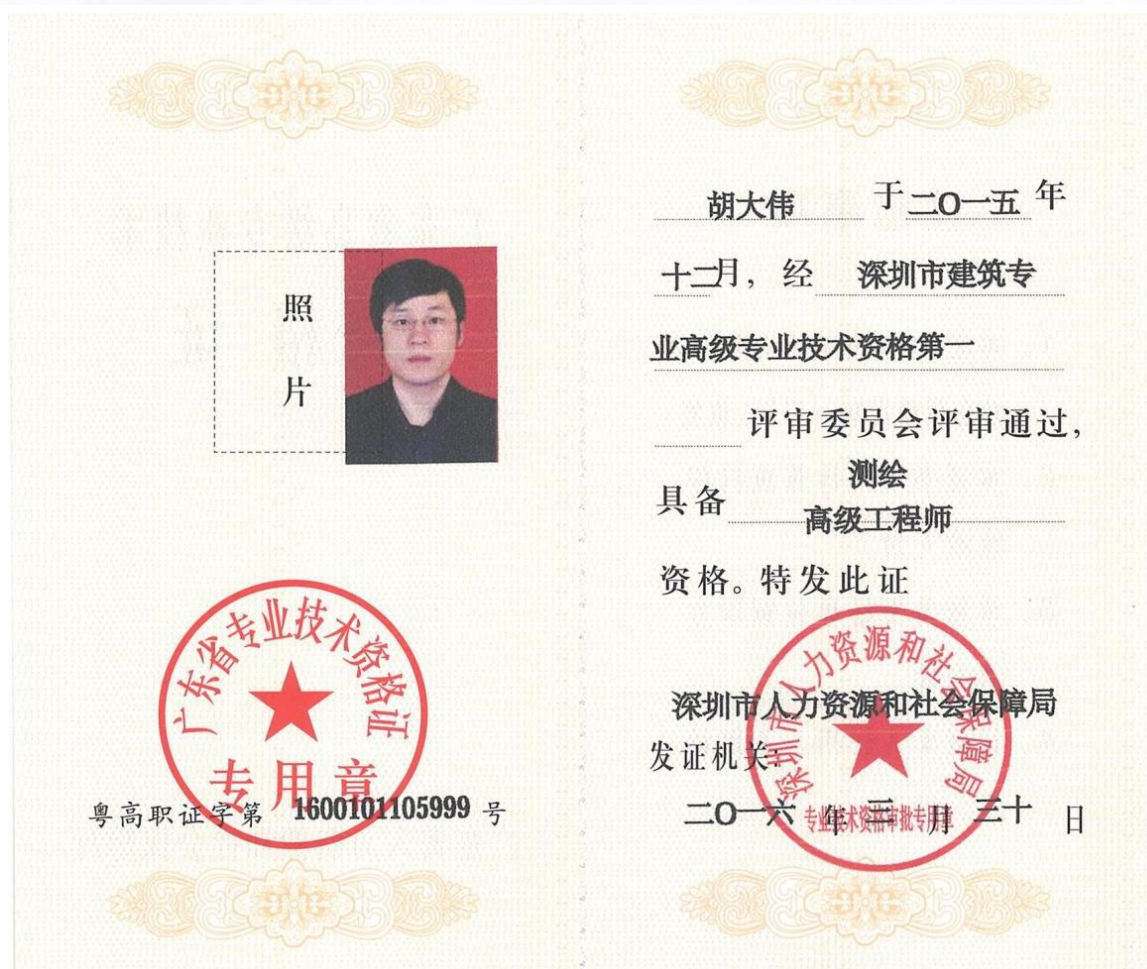 照
片
广东省专业技术资格证
专用章
粤高职证字第 1600101105999 号
胡大伟 于二〇一五年
十二月，经 深圳市建筑专
业高级专业技术资格第一
评审委员会评审通过，
测绘
具备 高级工程师
资格。特发此证
深圳市人力资源和社会保障局
发证机关：
二〇一六年三月三十日
深圳市人力资源和社会保障局
专业技术资格审批专用章